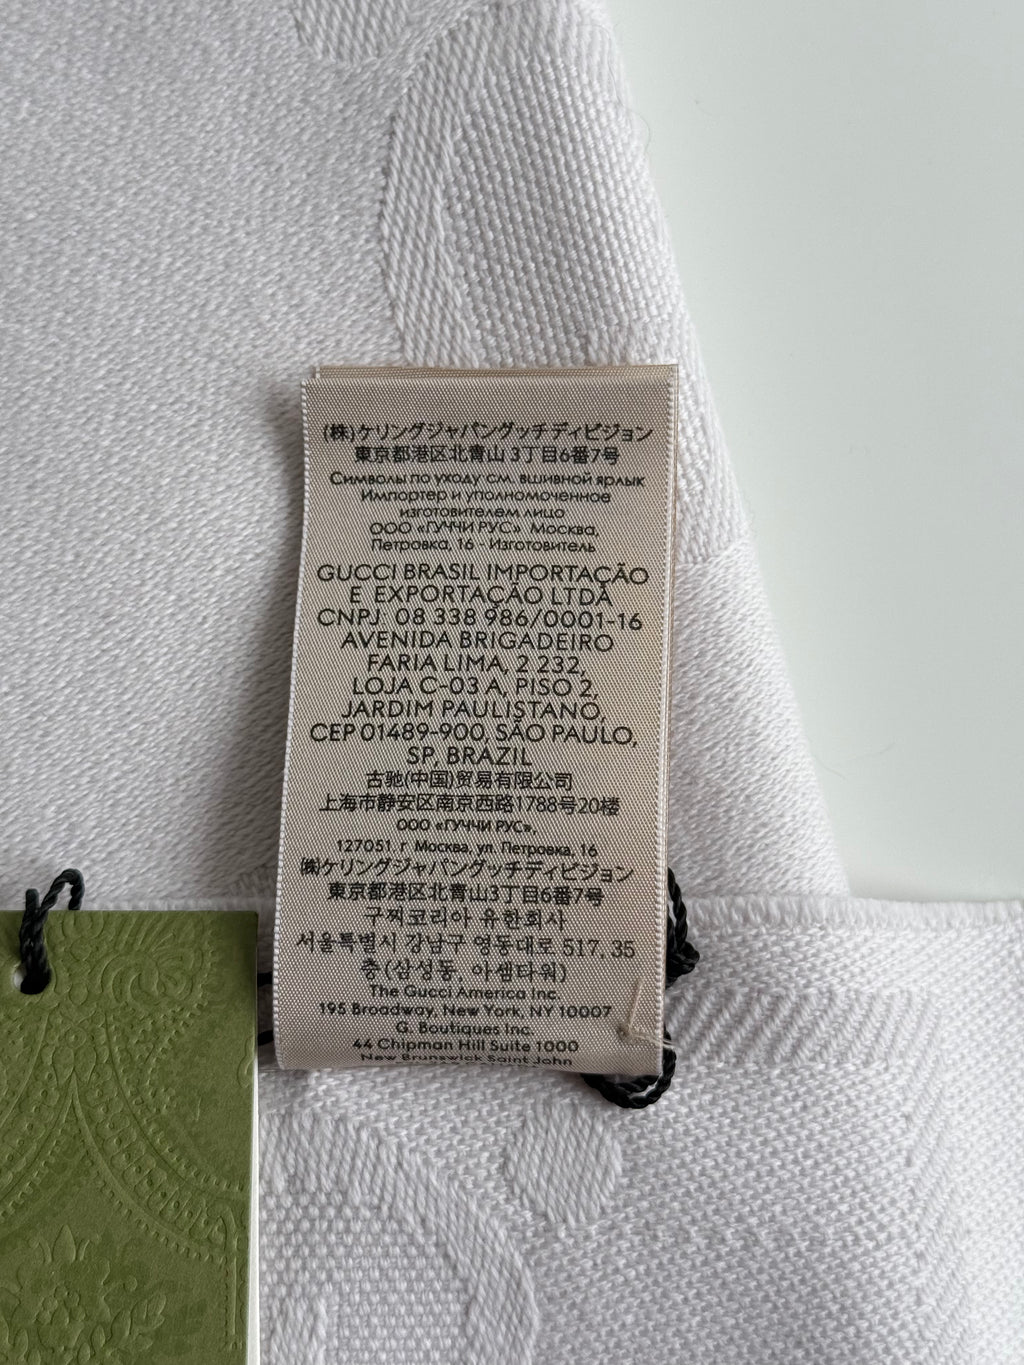 (株)ケリングジャパングッチディビジョン
東京都港区北青山 3丁目6番7号
Символы по уходу см. вшивной ярлык
Импортер и уполномоченное
изготовителем лицо
ООО «ГУЧЧИ РУС» Москва,
Петровка, 16 - Изготовитель
GUCCI BRASIL IMPORTAÇÃO
E EXPORTAÇÃO LTDA
CNPJ. 08 338 986/0001-16
AVENIDA BRIGADEIRO
FARIA LIMA, 2 232,
LOJA C-03 A, PISO 2,
JARDIM PAULISTANO,
CEP 01489-900, SÃO PAULO,
SP, BRAZIL
古驰(中国)贸易有限公司
上海市静安区南京西路1788号20楼
ООО «ГУЧЧИ РУС»,
127051 г Москва, ул. Петровка, 16
㈱ケリングジャパングッチディビジョン
東京都港区北青山3丁目6番7号
구찌코리아 유한회사
서울특별시 강남구 영동대로 517, 35
층(삼성동, 아셈타워)
The Gucci America Inc.
195 Broadway, New York, NY 10007
G. Boutiques Inc.
44 Chipman Hill Suite 1000
New Brunswick Saint John